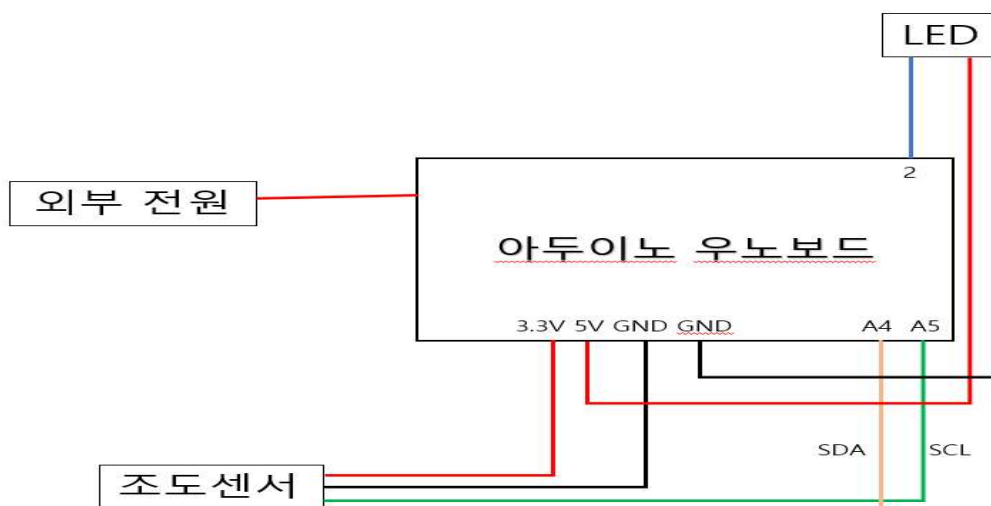 LED
2
외부 전원
아두이노 우노보드
3.3V 5V GND GND A4 A5
SDA SCL
조도센서